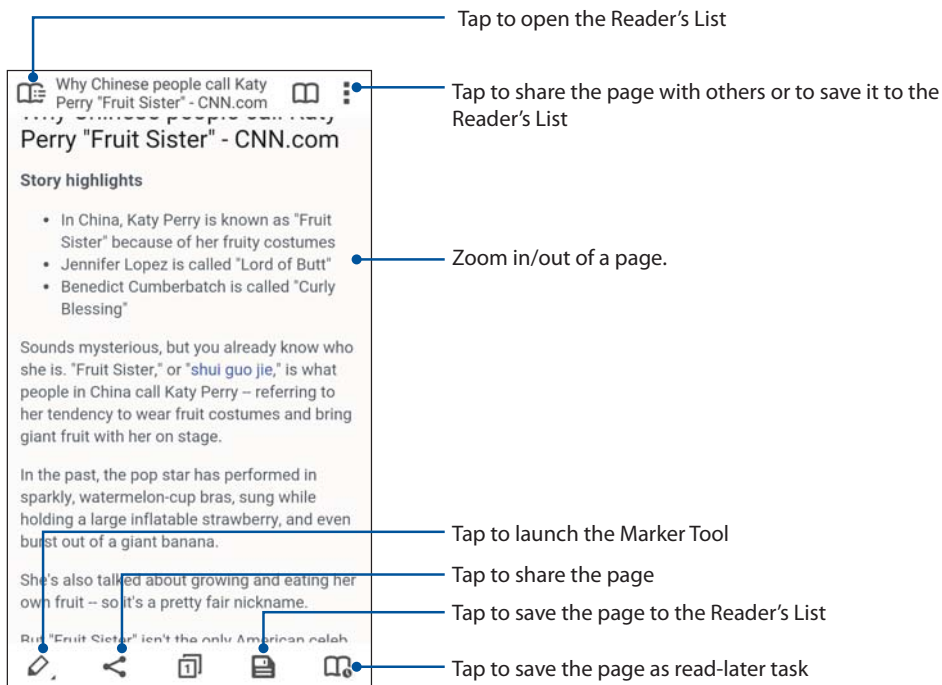 Tap to open the Reader's List
Why Chinese people call Katy
Perry "Fruit Sister" - CNN.com
Tap to share the page with others or to save it to the
Reader's List
Why Chinese people call Katy
Perry "Fruit Sister" - CNN.com
Story highlights
• In China, Katy Perry is known as "Fruit
Sister" because of her fruity costumes
• Jennifer Lopez is called "Lord of Butt"
• Benedict Cumberbatch is called "Curly
Blessing"
Zoom in/out of a page.
Sounds mysterious, but you already know who
she is. "Fruit Sister," or "shui guo jie," is what
people in China call Katy Perry -- referring to
her tendency to wear fruit costumes and bring
giant fruit with her on stage.
In the past, the pop star has performed in
sparkly, watermelon-cup bras, sung while
holding a large inflatable strawberry, and even
burst out of a giant banana.
Tap to launch the Marker Tool
She's also talked about growing and eating her
own fruit -- so it's a pretty fair nickname.
Tap to share the page
Tap to save the page to the Reader's List
But "Fruit Sister" isn't the only American celeb
1
Tap to save the page as read-later task